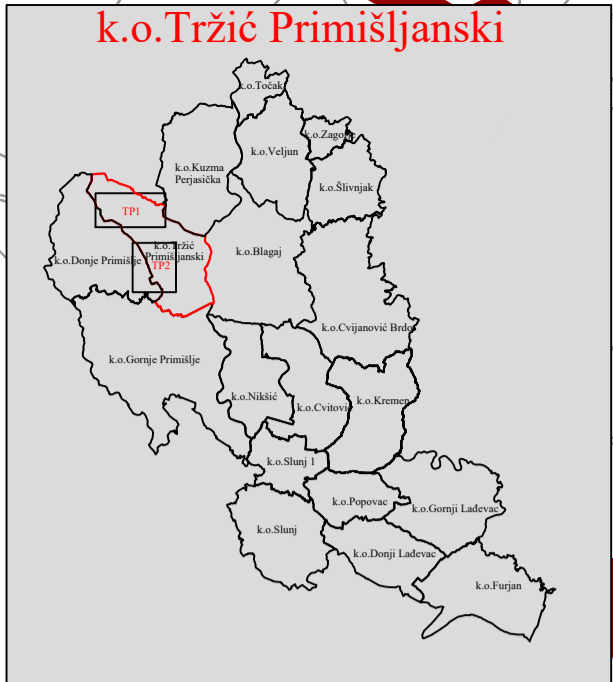 k.o.Tržić Primišljanski
k.o.Točak
k.o.Zagorje
k.o.Veljun
k.o.Kuzma
Perjasička
k.o.Šlivnjak
TP1
k.o.Tržić
Primišljanski
k.o.Blagaj
k.o.Donje Primišlje
TP2
k.o.Cvijanović Brdo
k.o.Gornje Primišlje
k.o.Nikšić
k.o.Cvitović
k.o.Kremen
k.o.Slunj 1
k.o.Popovac
k.o.Gornji Lađevac
k.o.Slunj
k.o.Donji Lađevac
k.o.Furjan